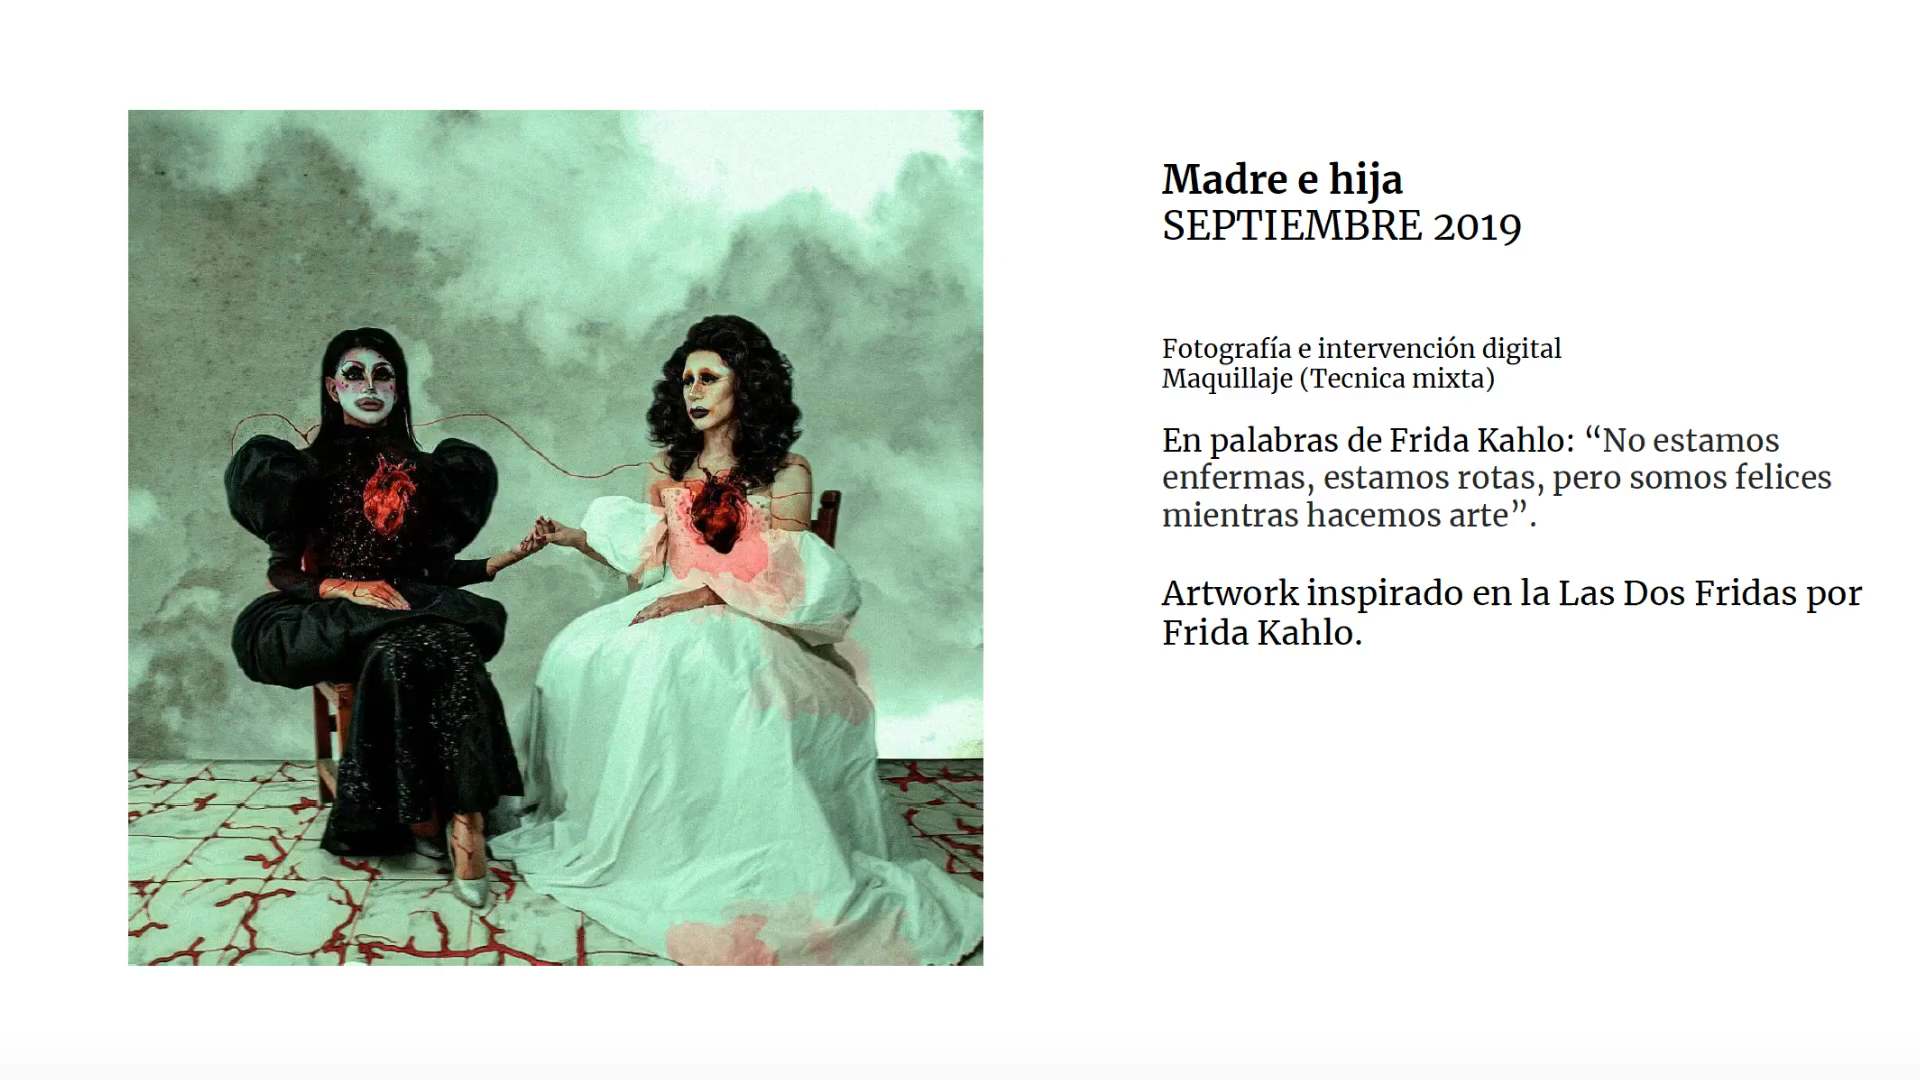 Madre e hija
SEPTIEMBRE 2019
Fotografía e intervención digital
Maquillaje (Tecnica mixta)
En palabras de Frida Kahlo: “No estamos
enfermas, estamos rotas, pero somos felices
mientras hacemos arte”.
Artwork inspirado en la Las Dos Fridas por
Frida Kahlo.